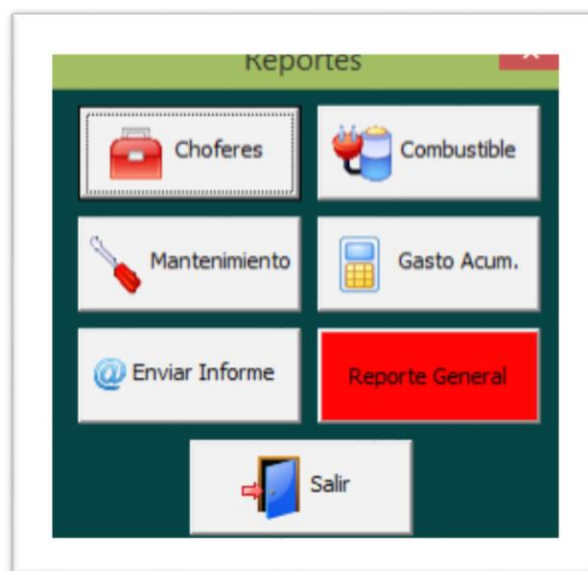 Reportes
Choferes
Combustible
Mantenimiento
Gasto Acum.
Enviar Informe
Reporte General
Salir